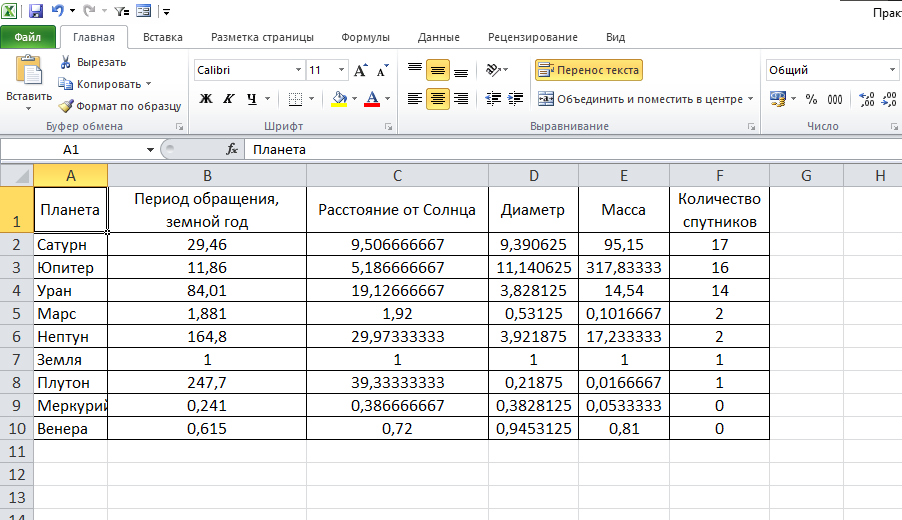 Прак
Файл Главная Вставка Разметка страницы Формулы Данные Рецензирование Вид
Вырезать
Копировать
Формат по образцу
Вставить
Буфер обмена
Calibri 11
Ж К Ч
Шрифт
Перенос текста
Объединить и поместить в центре
Выравнивание
Общий
% 000
Число
A1 fx Планета
A B C D E F G H
1 Планета Период обращения, земной год Расстояние от Солнца Диаметр Масса Количество спутников
2 Сатурн 29,46 9,506666667 9,390625 95,15 17
3 Юпитер 11,86 5,186666667 11,140625 317,83333 16
4 Уран 84,01 19,12666667 3,828125 14,54 14
5 Марс 1,881 1,92 0,53125 0,1016667 2
6 Нептун 164,8 29,97333333 3,921875 17,233333 2
7 Земля 1 1 1 1 1
8 Плутон 247,7 39,33333333 0,21875 0,0166667 1
9 Меркурий 0,241 0,386666667 0,3828125 0,0533333 0
10 Венера 0,615 0,72 0,9453125 0,81 0
11
12
13
14